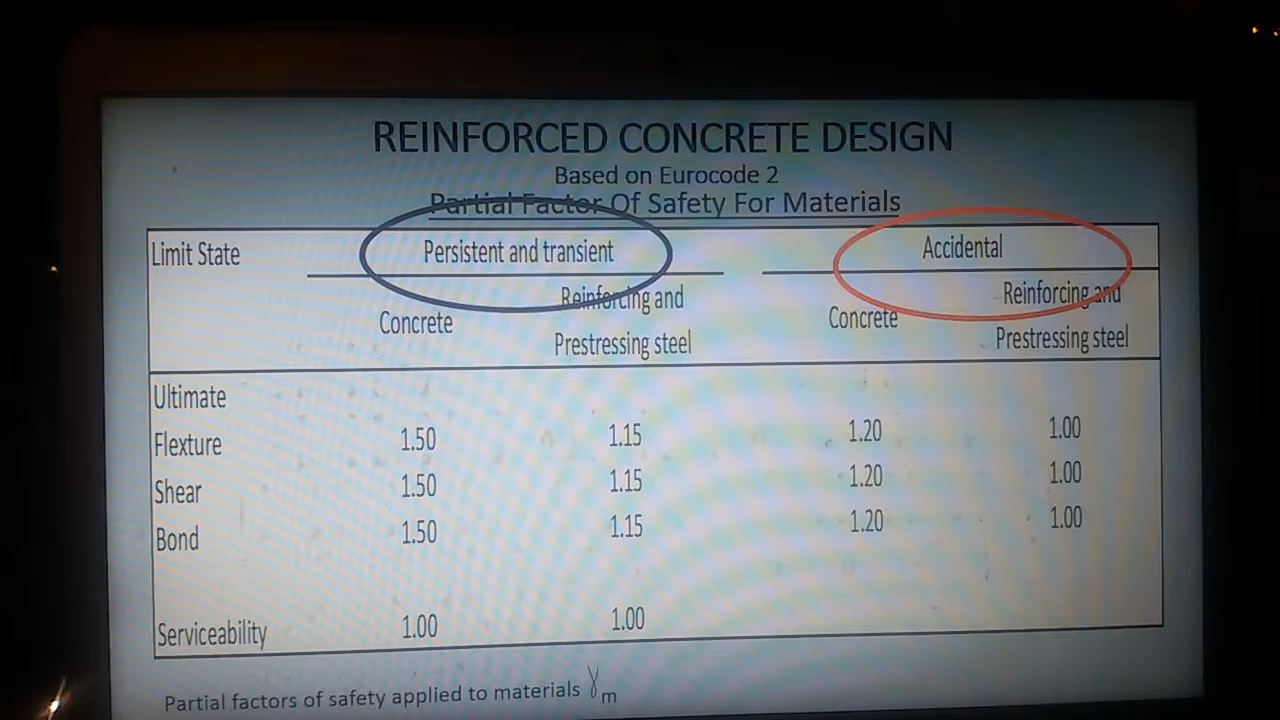 REINFORCED CONCRETE DESIGN
Based on Eurocode 2
Partial Factor Of Safety For Materials
Limit State Persistent and transient Accidental
Concrete Reinforcing and Prestressing steel Concrete Reinforcing and Prestressing steel
Ultimate
Flexture 1.50 1.15 1.20 1.00
Shear 1.50 1.15 1.20 1.00
Bond 1.50 1.15 1.20 1.00
Serviceability 1.00 1.00
Partial factors of safety applied to materials γm